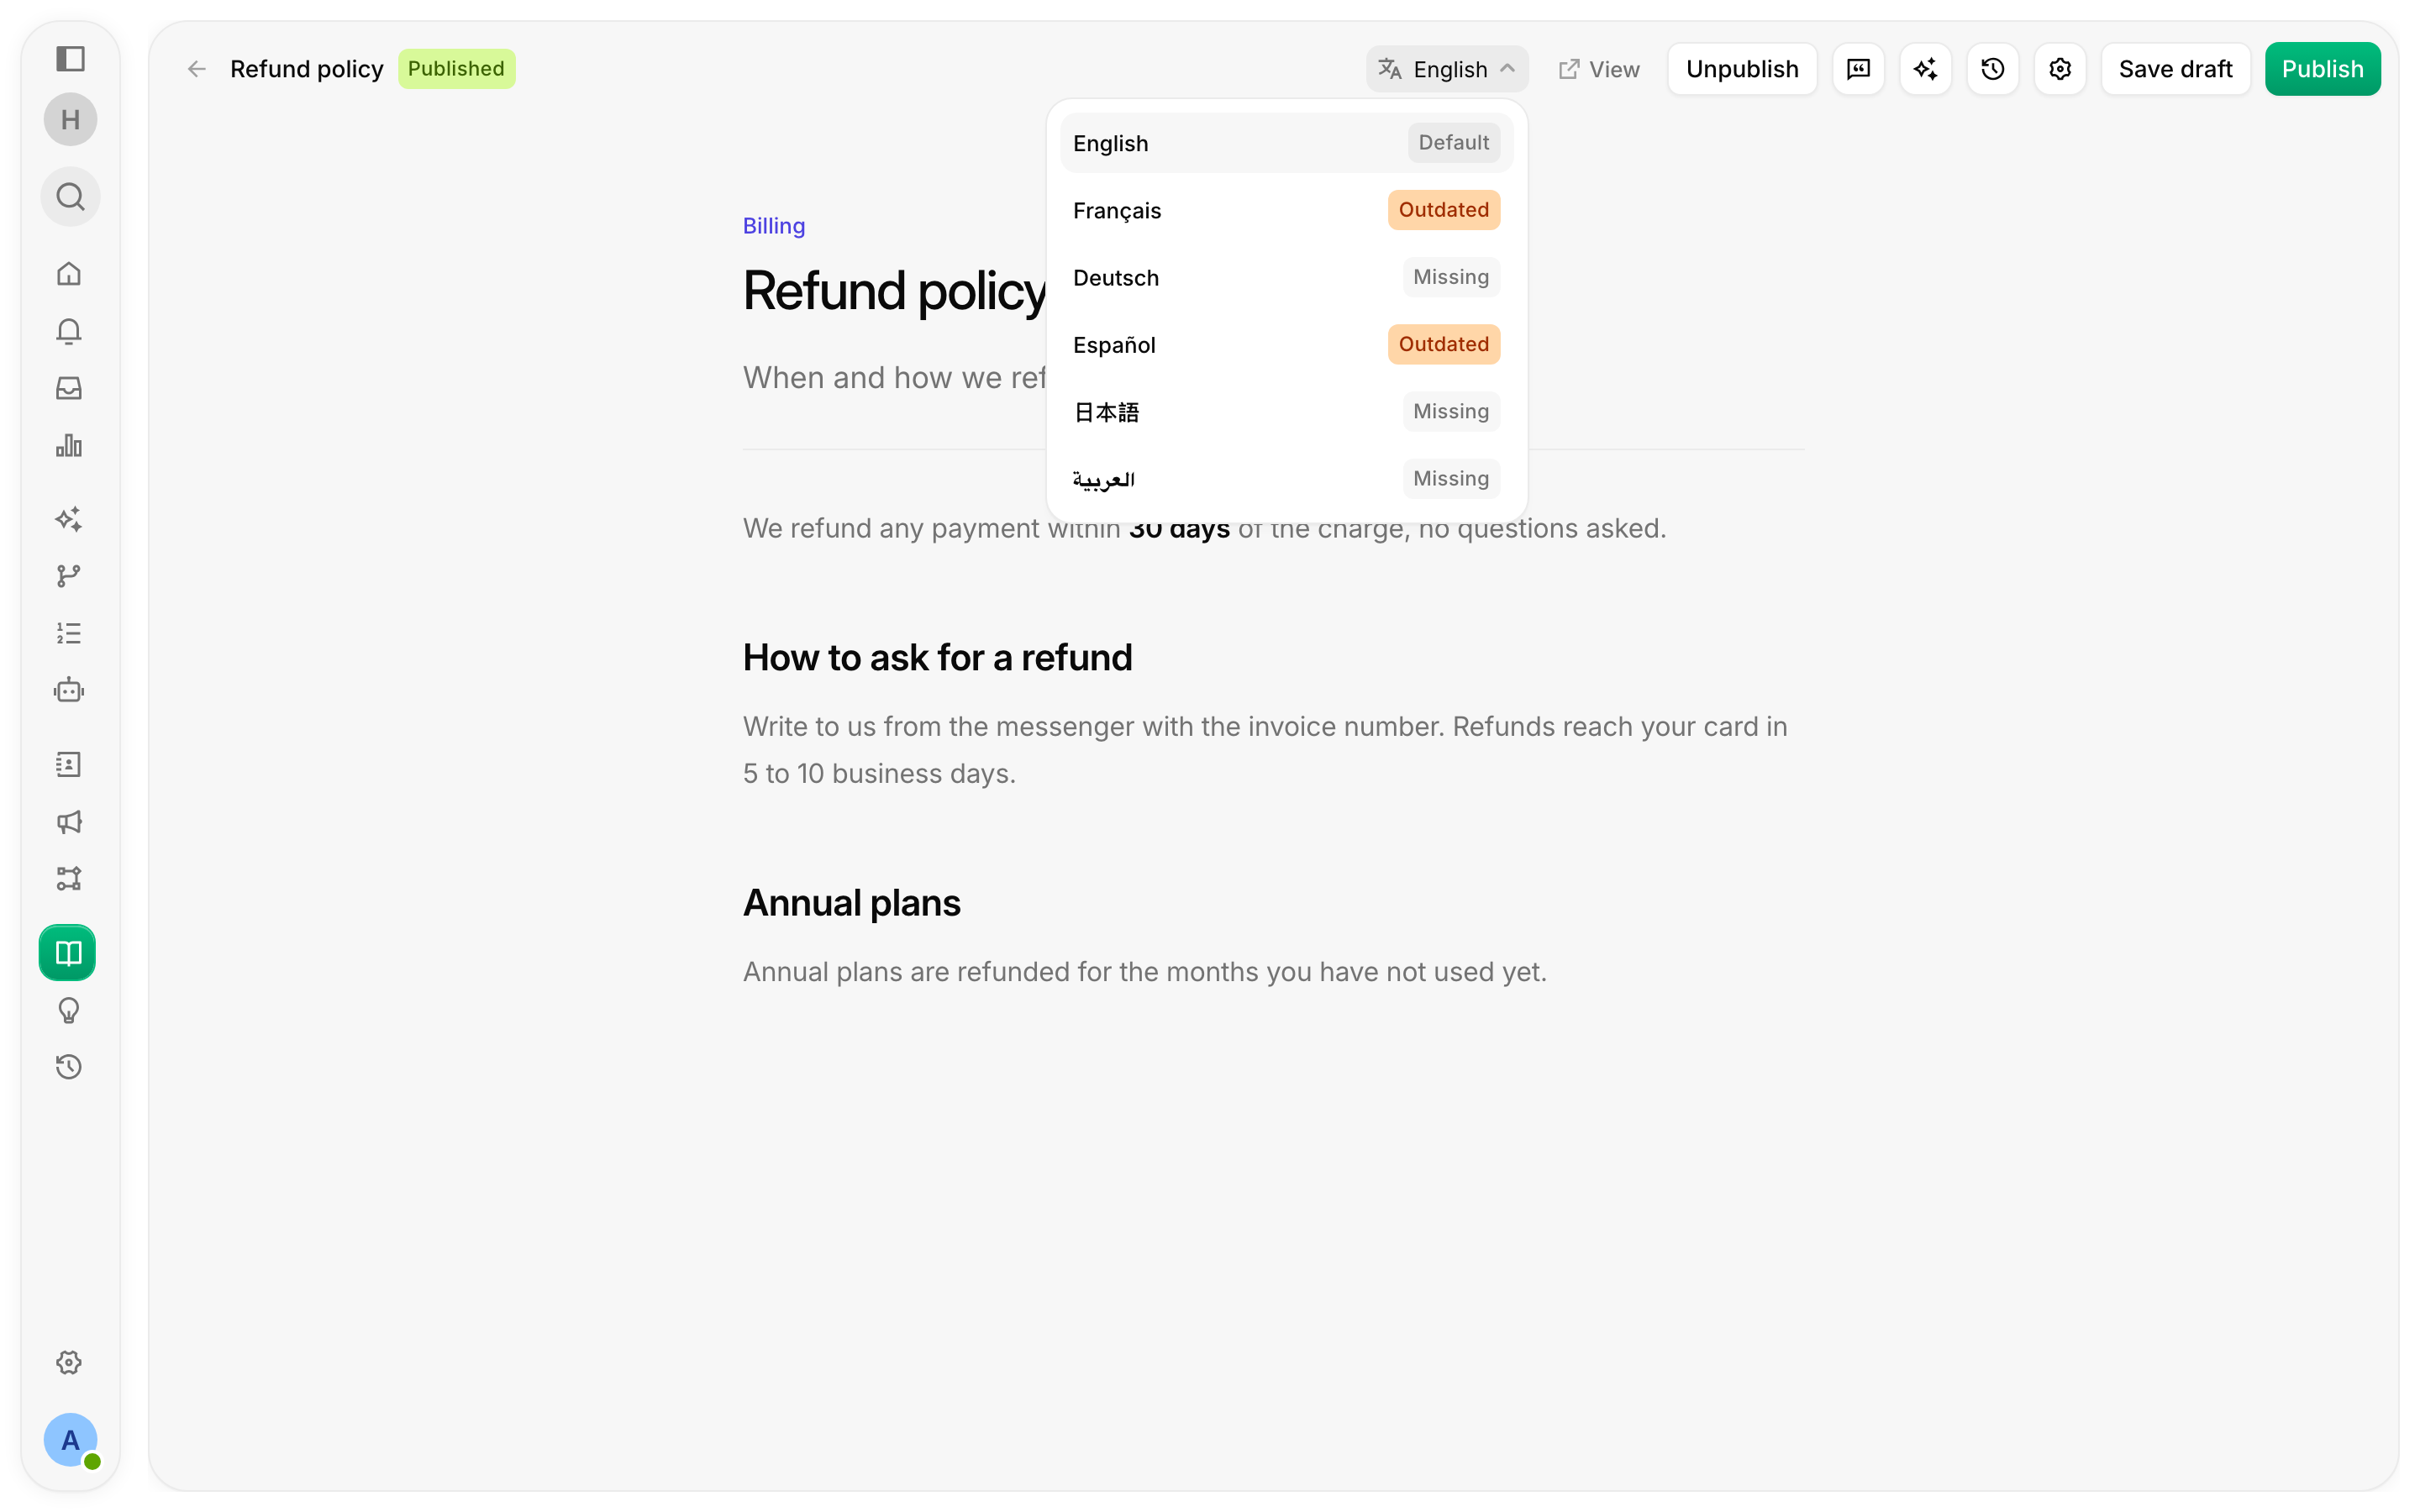 H
Refund policy Published English View Unpublish Save draft Publish
English Default
Français Outdated
Deutsch Missing
Español Outdated
日本語 Missing
العربية Missing
Billing
Refund policy
When and how we ref
We refund any payment within 30 days of the charge, no questions asked.
How to ask for a refund
Write to us from the messenger with the invoice number. Refunds reach your card in
5 to 10 business days.
Annual plans
Annual plans are refunded for the months you have not used yet.
A